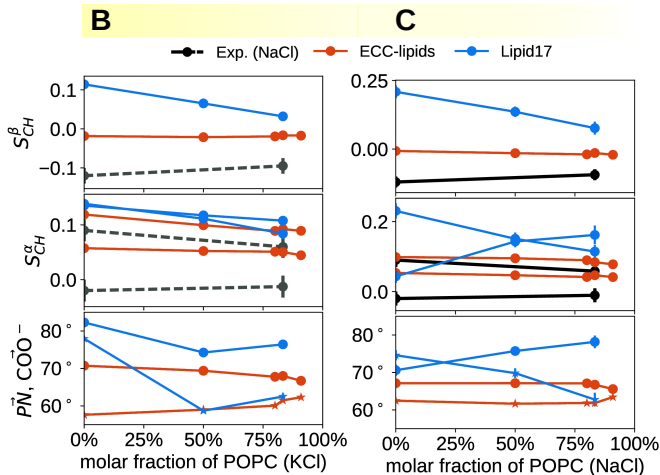 B C
Exp. (NaCl) ECC-lipids Lipid17
0.1
0.0
−0.1
S^β_CH
0.25
0.00
0.1
0.0
S^α_CH
0.2
0.0
80°
70°
60°
PN⃗, COO⃗⁻
80°
70°
60°
0% 25% 50% 75% 100% 0% 25% 50% 75% 100%
molar fraction of POPC (KCl) molar fraction of POPC (NaCl)